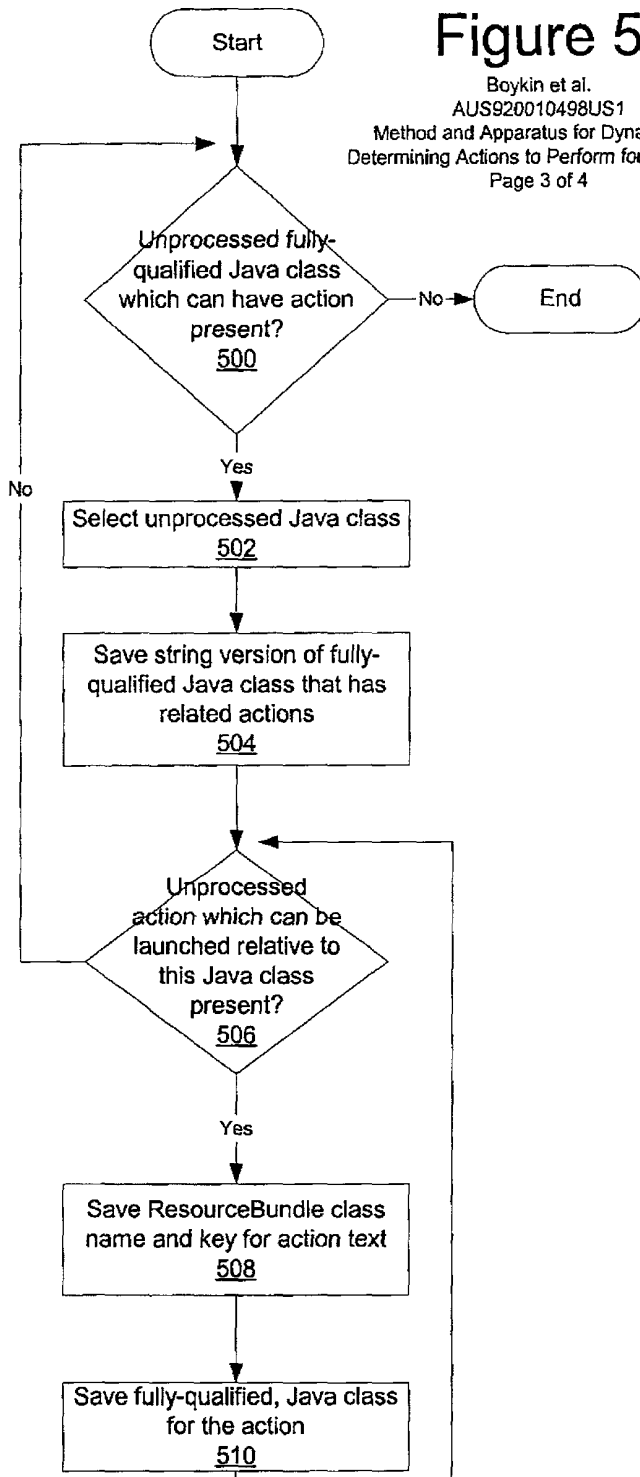 Figure 5
Boykin et al.
AUS920010498US1
Method and Apparatus for
Determining Actions to Perform
Page 3 of 4
Start
Unprocessed fully-
qualified Java class
which can have action
present?
500
No
End
Yes
No
Select unprocessed Java class
502
Save string version of fully-
qualified Java class that has
related actions
504
Unprocessed
action which can be
launched relative to
this Java class
present?
506
Yes
Save ResourceBundle class
name and key for action text
508
Save fully-qualified, Java class
for the action
510